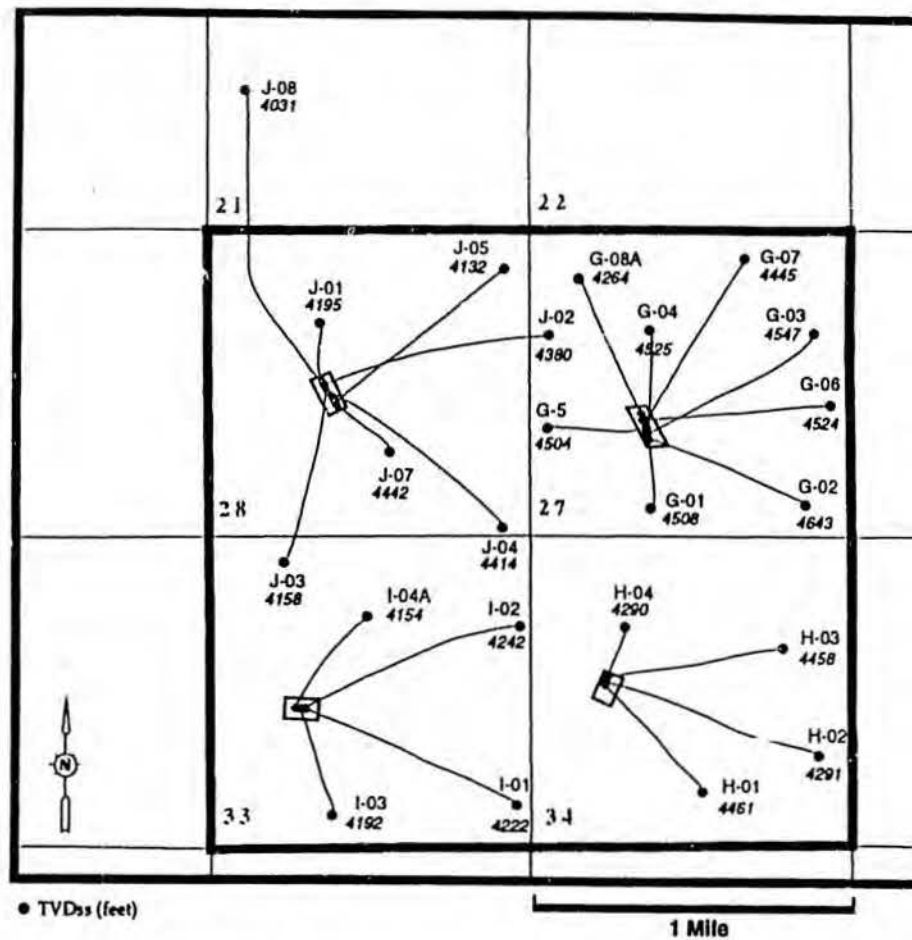 J-08
4031
21
22
J-05
4132
G-08A
4264
G-07
4445
J-01
4195
J-02
4380
G-04
4525
G-03
4547
G-5
4504
G-06
4524
J-07
4442
G-01
4508
G-02
4643
28
27
J-04
4414
J-03
4158
I-04A
4154
I-02
4242
H-04
4290
H-03
4458
N
H-02
4291
I-03
4192
I-01
4222
H-01
4461
33
34
TVDss (feet)
1 Mile